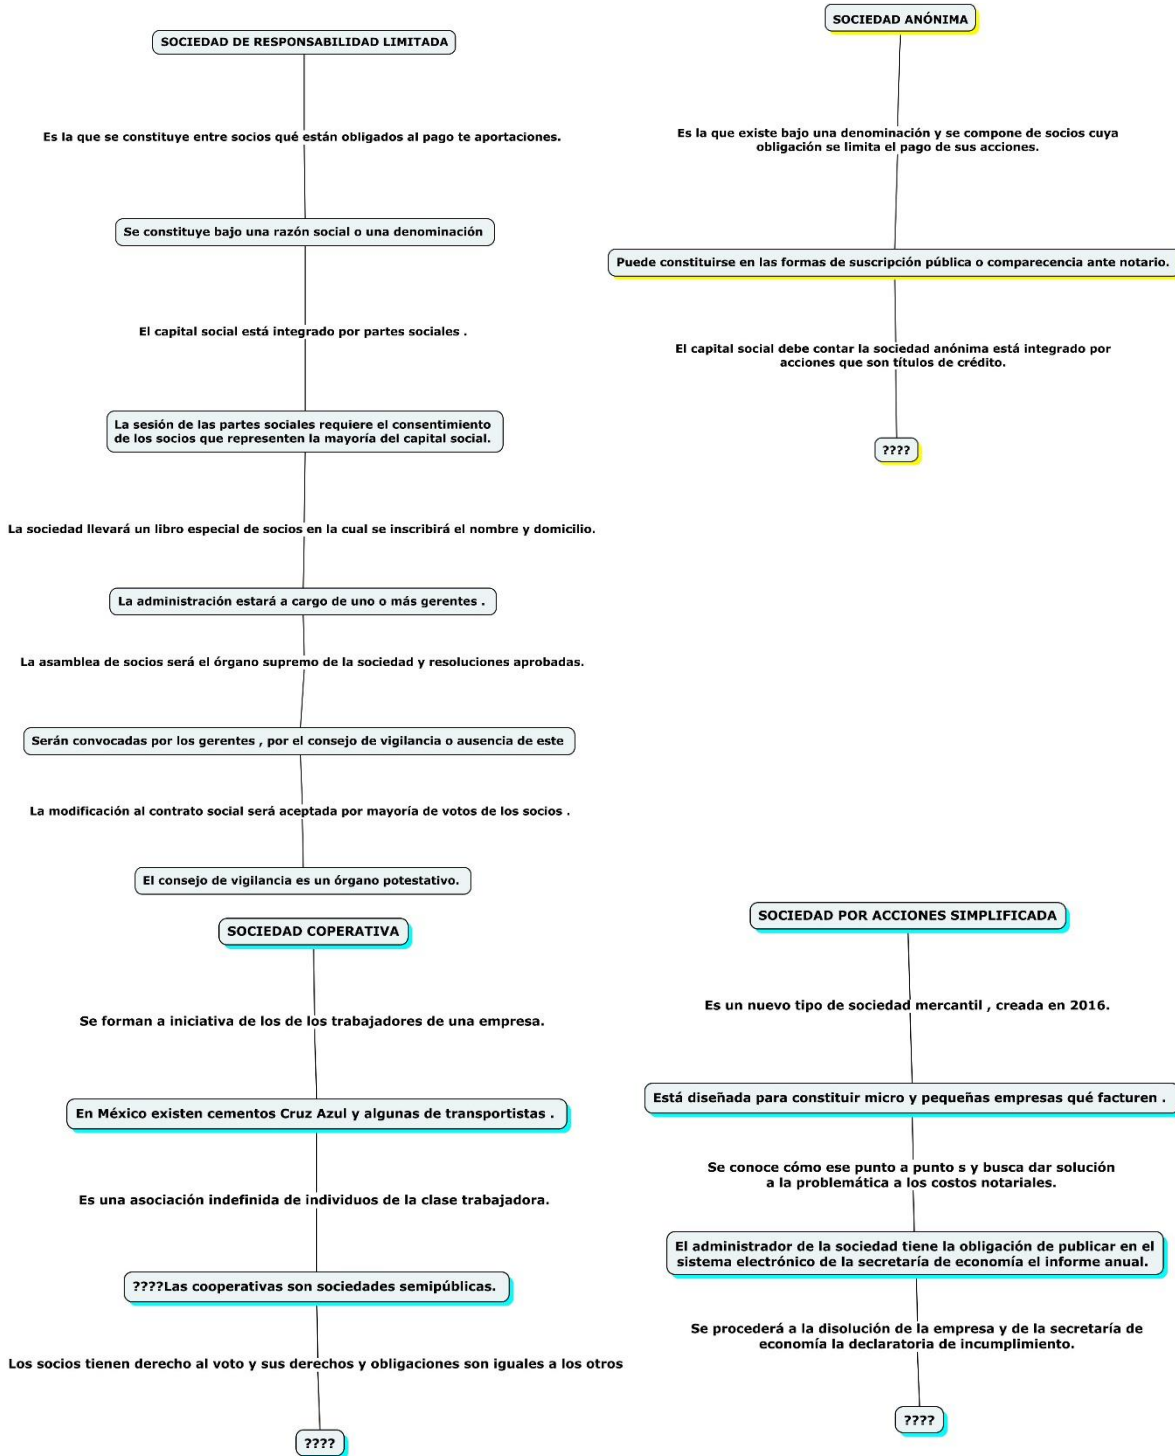 SOCIEDAD DE RESPONSABILIDAD LIMITADA
Es la que se constituye entre socios qué están obligados al pago te aportaciones.
Se constituye bajo una razón social o una denominación
El capital social está integrado por partes sociales .
La sesión de las partes sociales requiere el consentimiento
de los socios que representen la mayoría del capital social.
La sociedad llevará un libro especial de socios en la cual se inscribirá el nombre y domicilio.
La administración estará a cargo de uno o más gerentes .
La asamblea de socios será el órgano supremo de la sociedad y resoluciones aprobadas.
Serán convocadas por los gerentes , por el consejo de vigilancia o ausencia de este
La modificación al contrato social será aceptada por mayoría de votos de los socios .
El consejo de vigilancia es un órgano potestativo.
SOCIEDAD ANÓNIMA
Es la que existe bajo una denominación y se compone de socios cuya
obligación se limita el pago de sus acciones.
Puede constituirse en las formas de suscripción pública o comparecencia ante notario.
El capital social debe contar la sociedad anónima está integrado por
acciones que son títulos de crédito.
????
SOCIEDAD COPERATIVA
Se forman a iniciativa de los de los trabajadores de una empresa.
En México existen cementos Cruz Azul y algunas de transportistas .
Es una asociación indefinida de individuos de la clase trabajadora.
????Las cooperativas son sociedades semipúblicas.
Los socios tienen derecho al voto y sus derechos y obligaciones son iguales a los otros
????
SOCIEDAD POR ACCIONES SIMPLIFICADA
Es un nuevo tipo de sociedad mercantil , creada en 2016.
Está diseñada para constituir micro y pequeñas empresas qué facturen .
Se conoce cómo ese punto a punto s y busca dar solución
a la problemática a los costos notariales.
El administrador de la sociedad tiene la obligación de publicar en el
sistema electrónico de la secretaría de economía el informe anual.
Se procederá a la disolución de la empresa y de la secretaría de
economía la declaratoria de incumplimiento.
????